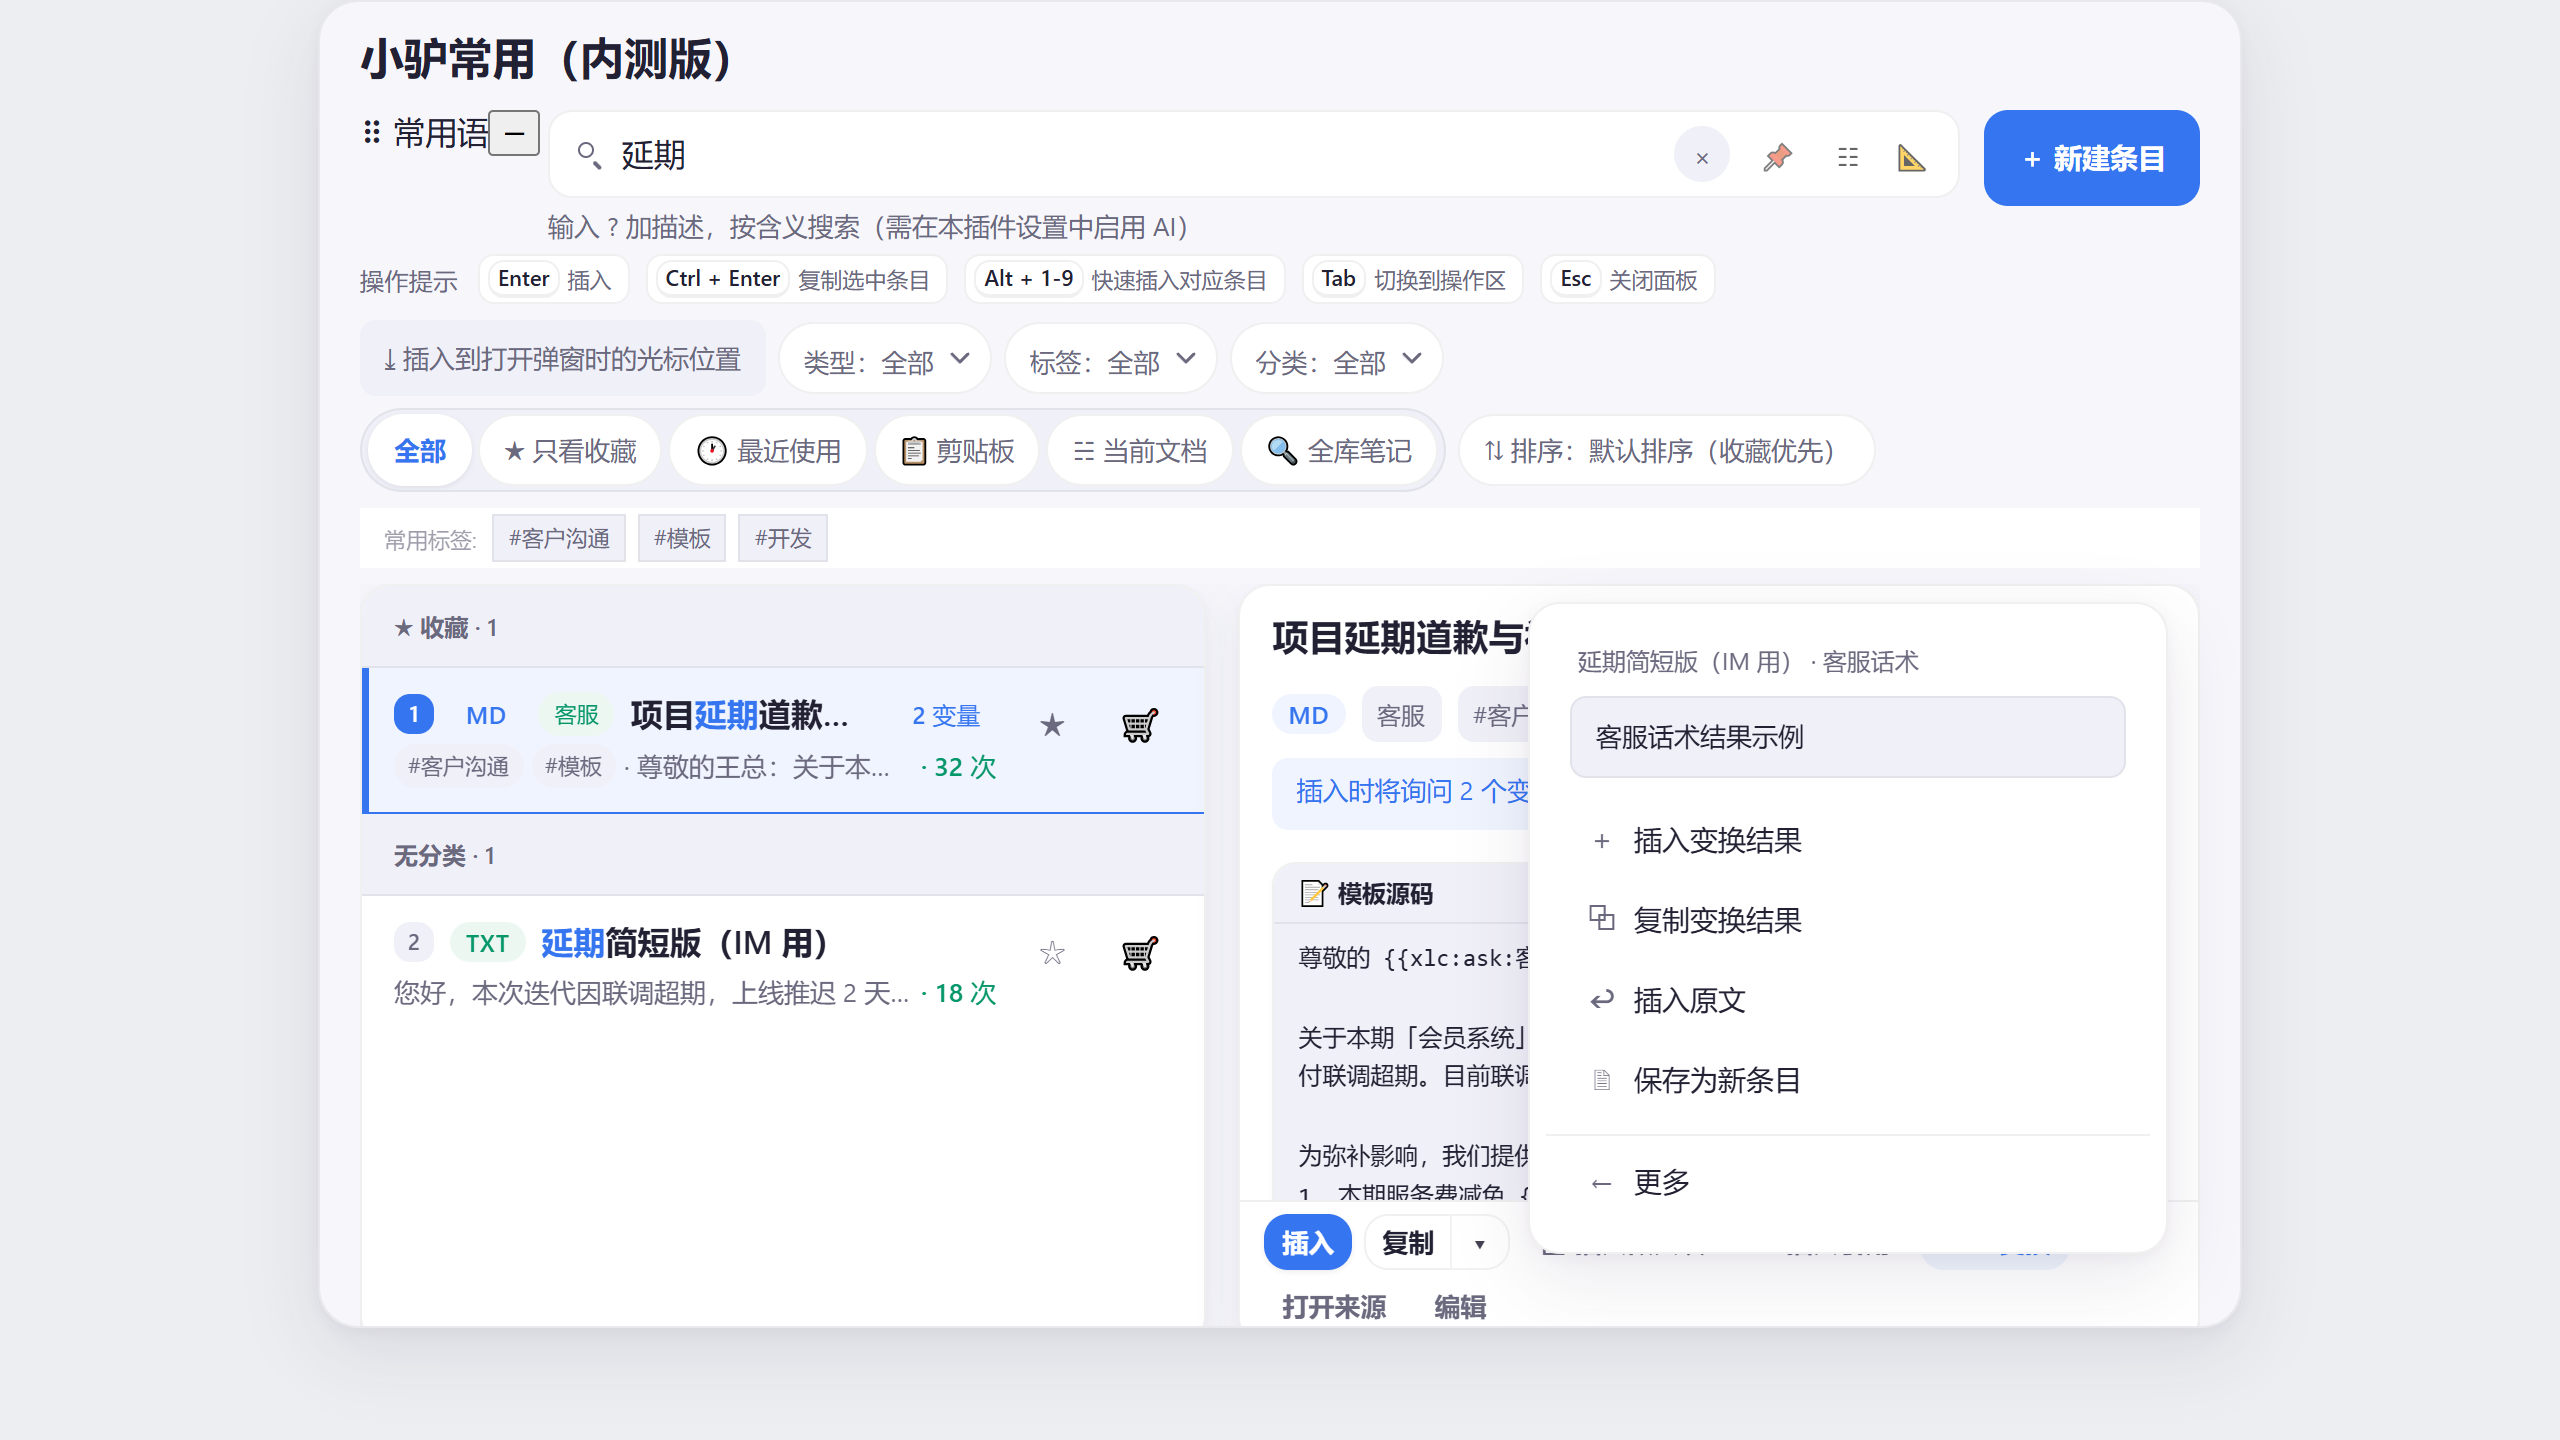 小驴常用（内测版）
⠿ 常用语 −
延期
× + 新建条目
输入 ? 加描述，按含义搜索（需在本插件设置中启用 AI）
操作提示 Enter 插入 Ctrl + Enter 复制选中条目 Alt + 1-9 快速插入对应条目 Tab 切换到操作区 Esc 关闭面板
⤓插入到打开弹窗时的光标位置 类型：全部 标签：全部 分类：全部
全部 ★ 只看收藏 最近使用 剪贴板 ☷ 当前文档 全库笔记 ⇅ 排序：默认排序（收藏优先）
常用标签: #客户沟通 #模板 #开发
★ 收藏 · 1
1 MD 客服 项目延期道歉... 2 变量 ★
#客户沟通 #模板 · 尊敬的王总：关于本... · 32 次
无分类 · 1
2 TXT 延期简短版（IM 用） ☆
您好，本次迭代因联调超期，上线推迟 2 天... · 18 次
项目延期道歉与
MD 客服 #客户
插入时将询问 2 个变
模板源码
尊敬的 {{xlc:ask:客
关于本期「会员系统」
付联调超期。目前联调
为弥补影响，我们提供
1. 本期服务费减免 {
插入 复制 ▾
打开来源 编辑
延期简短版（IM 用） · 客服话术
客服话术结果示例
+ 插入变换结果
复制变换结果
↩ 插入原文
保存为新条目
← 更多